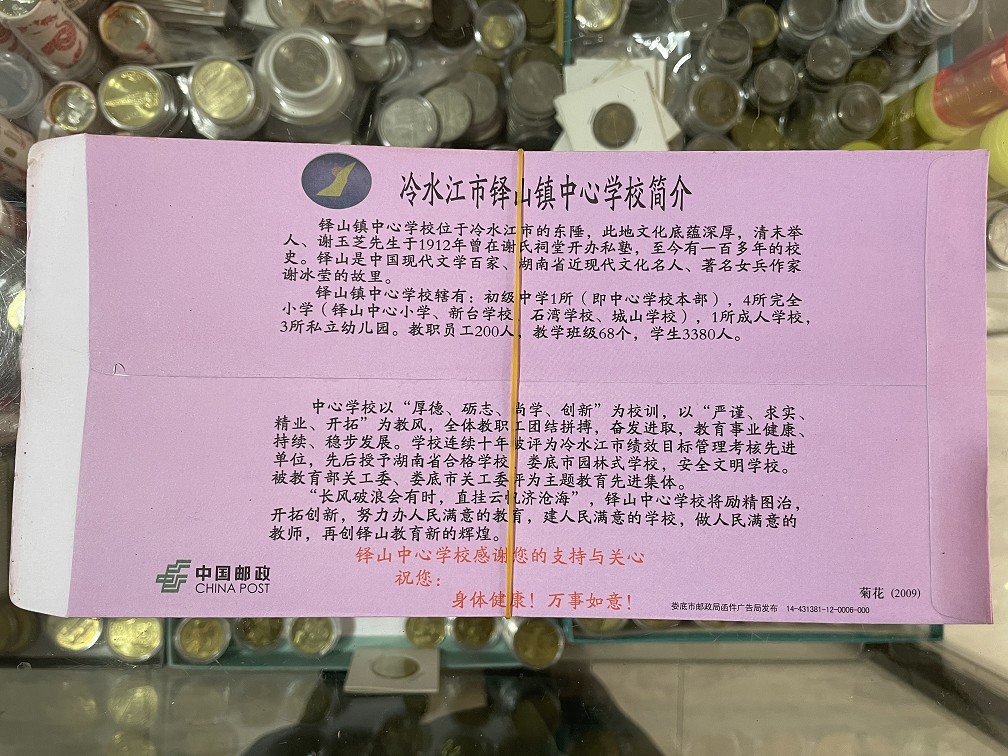 冷水江市铎山镇中心学校简介
铎山镇中心学校位于冷水江市的东陲，此地文化底蕴深厚，清末举
人、谢玉芝先生于1912年曾在谢氏祠堂开办私塾，至今有一百多年的校
史。铎山是中国现代文学百家、湖南省近现代文化名人、著名女兵作家
谢冰莹的故里。
铎山镇中心学校辖有：初级中学1所（即中心学校本部），4所完全
小学（铎山中心小学、新台学校、石湾学校、城山学校），1所成人学校，
3所私立幼儿园。教职员工200人，教学班级68个，学生3380人。
中心学校以“厚德、砺志、尚学、创新”为校训，以“严谨、求实、
精业、开拓”为教风，全体教职工团结拼搏，奋发进取，教育事业健康、
持续、稳步发展。学校连续十年被评为冷水江市绩效目标管理考核先进
单位，先后授予湖南省合格学校，娄底市园林式学校，安全文明学校。
被教育部关工委、娄底市关工委评为主题教育先进集体。
“长风破浪会有时，直挂云帆济沧海”，铎山中心学校将励精图治，
开拓创新，努力办人民满意的教育，建人民满意的学校，做人民满意的
教师，再创铎山教育新的辉煌。
铎山中心学校感谢您的支持与关心
祝您：
身体健康！万事如意！
中国邮政
CHINA POST
菊花 (2009)
娄底市邮政局函件广告局发布 14-431381-12-0006-000